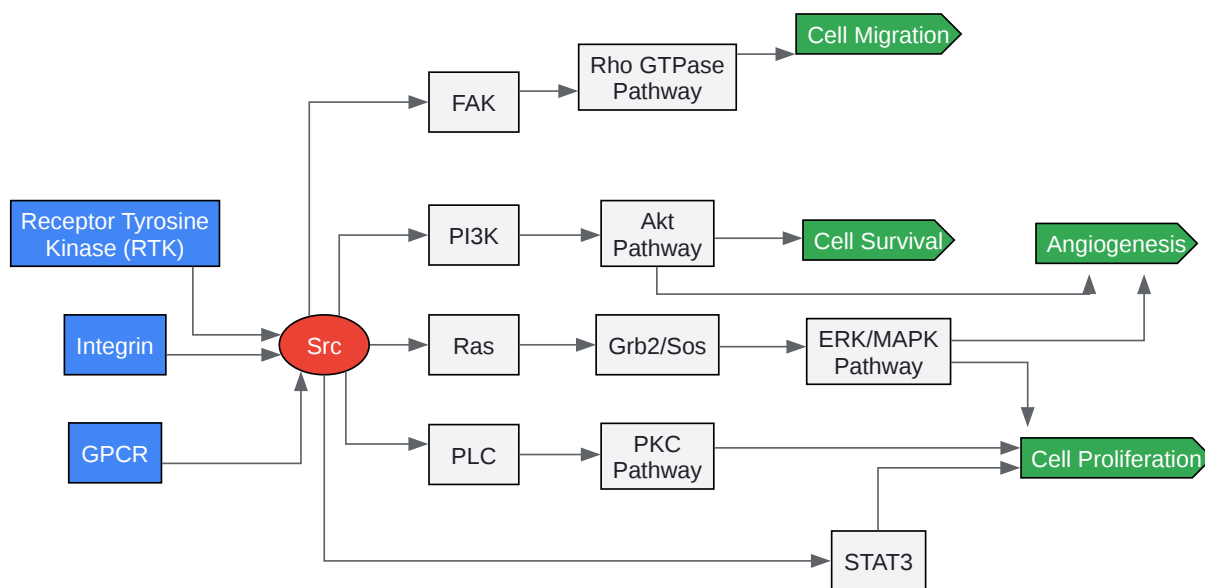 Cell Migration
Rho GTPase
Pathway
FAK
Receptor Tyrosine
Kinase (RTK)
PI3K
Akt
Pathway
Cell Survival
Angiogenesis
Integrin
Src
Ras
Grb2/Sos
ERK/MAPK
Pathway
GPCR
PLC
PKC
Pathway
Cell Proliferation
STAT3